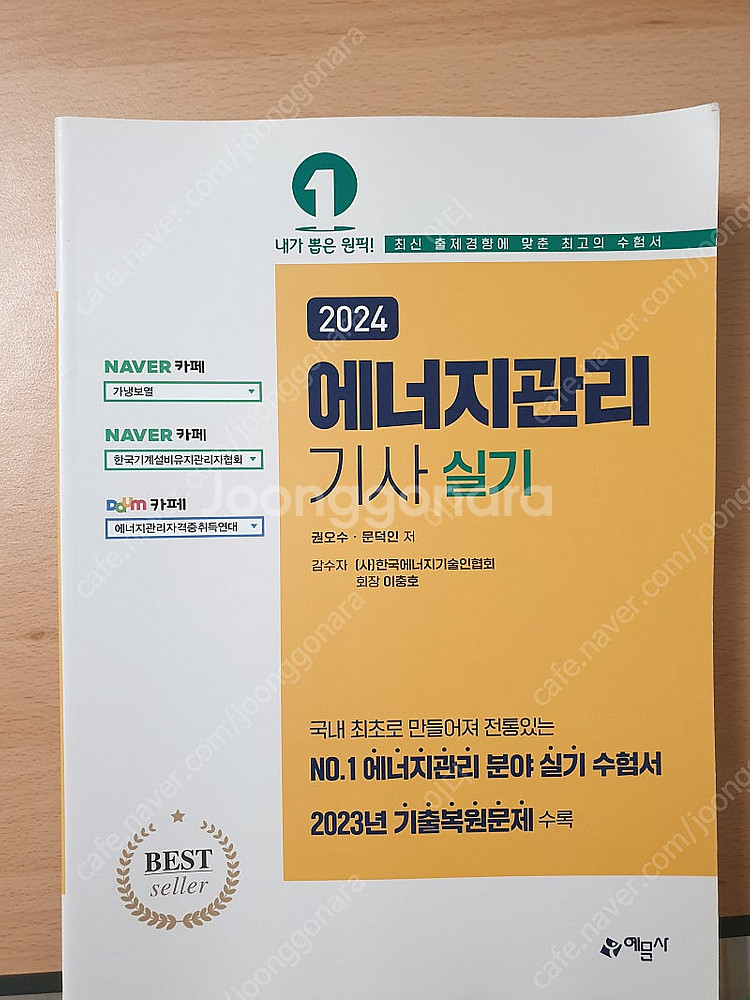 1
내가 뽑은 원픽!
최신 출제경향에 맞춘 최고의 수험서
2024
에너지관리
기사 실기
권오수 · 문덕인 저
감수자 (사)한국에너지기술인협회
회장 이충호
NAVER 카페
가냉보열
NAVER 카페
한국기계설비유지관리자협회
Daum 카페
에너지관리자격증취득연대
국내 최초로 만들어져 전통있는
NO.1 에너지관리 분야 실기 수험서
2023년 기출복원문제 수록
BEST
seller
예문사
Joonggonara
cafe.naver.com/joonggonara